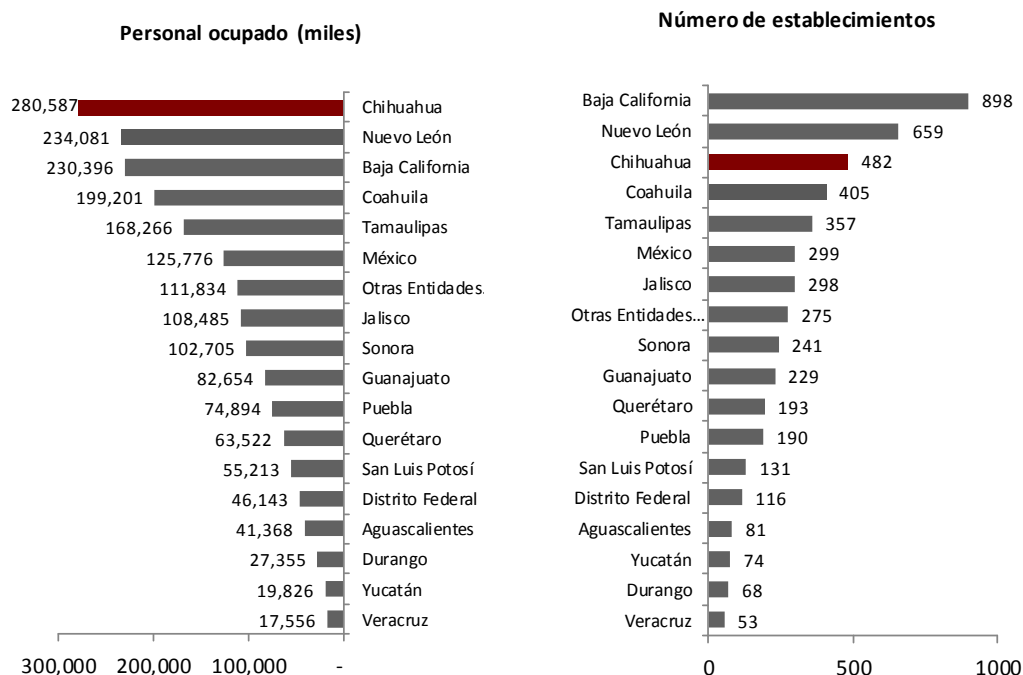 Personal ocupado (miles)
280,587 Chihuahua
234,081 Nuevo León
230,396 Baja California
199,201 Coahuila
168,266 Tamaulipas
125,776 México
111,834 Otras Entidades.
108,485 Jalisco
102,705 Sonora
82,654 Guanajuato
74,894 Puebla
63,522 Querétaro
55,213 San Luis Potosí
46,143 Distrito Federal
41,368 Aguascalientes
27,355 Durango
19,826 Yucatán
17,556 Veracruz
300,000 200,000 100,000 -
Número de establecimientos
Baja California 898
Nuevo León 659
Chihuahua 482
Coahuila 405
Tamaulipas 357
México 299
Jalisco 298
Otras Entidades... 275
Sonora 241
Guanajuato 229
Querétaro 193
Puebla 190
San Luis Potosí 131
Distrito Federal 116
Aguascalientes 81
Yucatán 74
Durango 68
Veracruz 53
0 500 1000